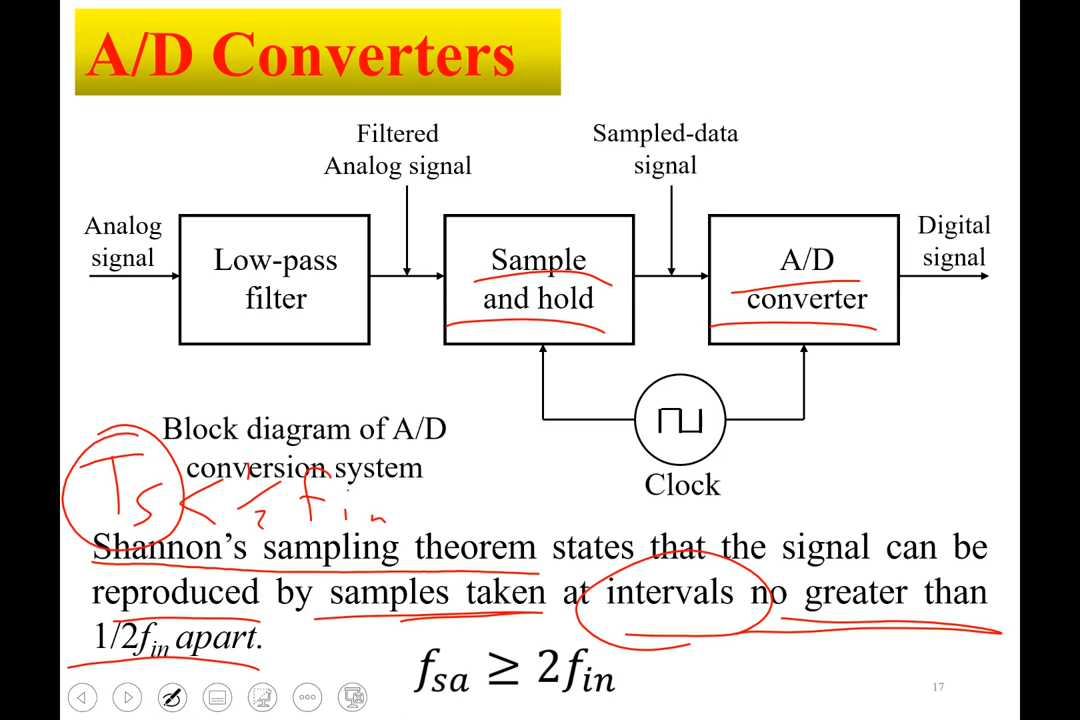 A/D Converters
Filtered
Analog signal
Sampled-data
signal
Analog
signal
Low-pass
filter
Sample
and hold
A/D
converter
Digital
signal
Block diagram of A/D
conversion system
Clock
Ts < 1/2 fin
Shannon’s sampling theorem states that the signal can be
reproduced by samples taken at intervals no greater than
1/2fin apart.
fsa ≥ 2fin
17